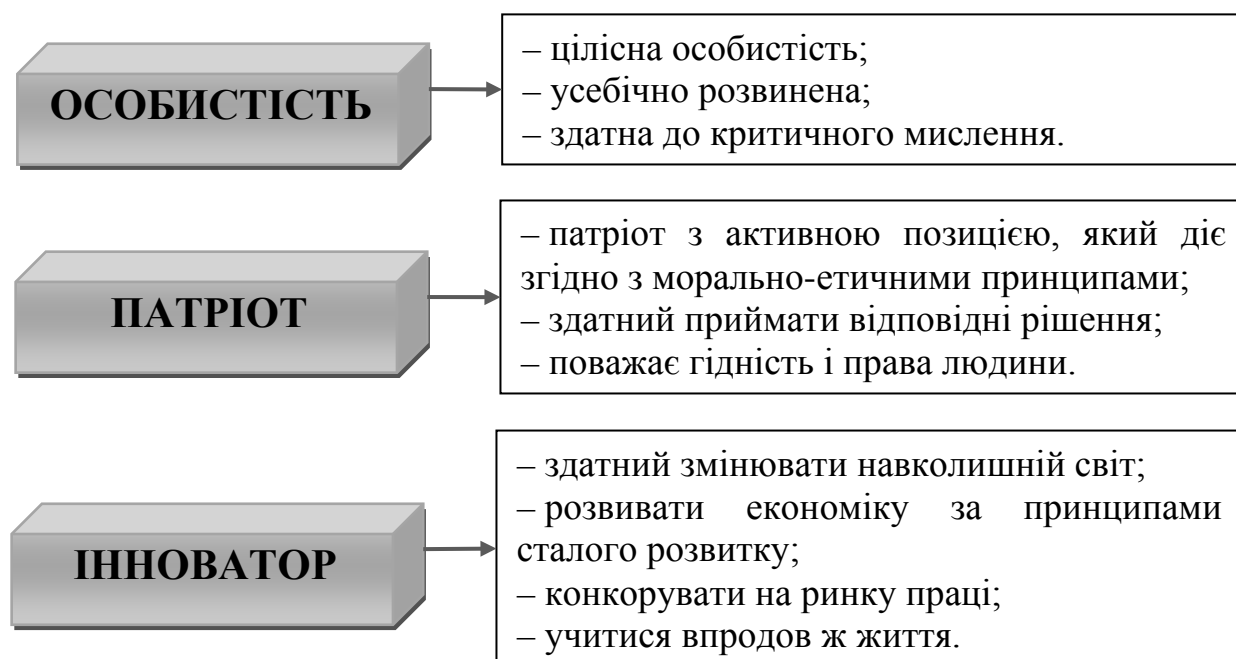 ОСОБИСТІСТЬ
– цілісна особистість;
– усебічно розвинена;
– здатна до критичного мислення.
ПАТРІОТ
– патріот з активною позицією, який діє
згідно з морально-етичними принципами;
– здатний приймати відповідні рішення;
– поважає гідність і права людини.
ІННОВАТОР
– здатний змінювати навколишній світ;
– розвивати економіку за принципами
сталого розвитку;
– конкорувати на ринку праці;
– учитися впродов ж життя.